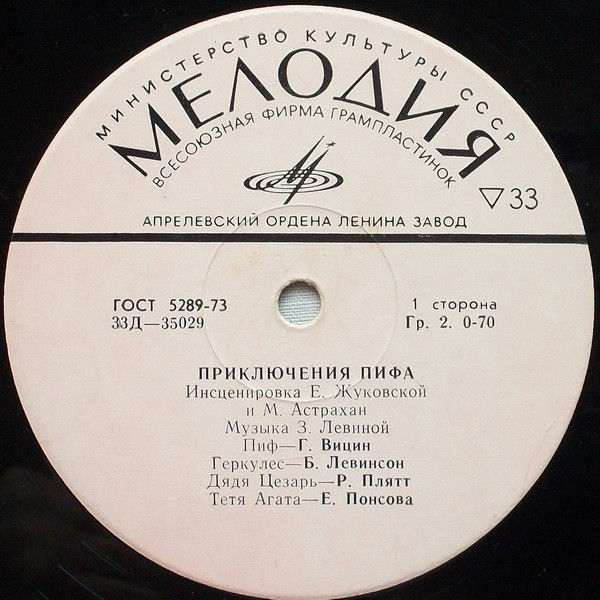 МИНИСТЕРСТВО КУЛЬТУРЫ СССР
МЕЛОДИЯ
ВСЕСОЮЗНАЯ ФИРМА ГРАМПЛАСТИНОК
33
АПРЕЛЕВСКИЙ ОРДЕНА ЛЕНИНА ЗАВОД
ГОСТ 5289-73
33Д—35029
1 сторона
Гр. 2. 0-70
ПРИКЛЮЧЕНИЯ ПИФА
Инсценировка Е. Жуковской
и М. Астрахан
Музыка З. Левиной
Пиф—Г. Вицин
Геркулес—Б. Левинсон
Дядя Цезарь—Р. Плятт
Тетя Агата—Е. Понсова